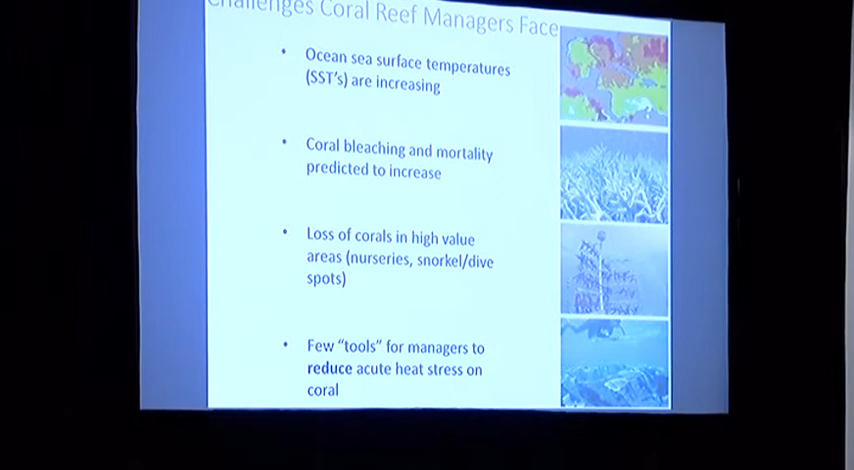 Challenges Coral Reef Managers Face
• Ocean sea surface temperatures
(SST's) are increasing
• Coral bleaching and mortality
predicted to increase
• Loss of corals in high value
areas (nurseries, snorkel/dive
spots)
• Few “tools” for managers to
reduce acute heat stress on
coral